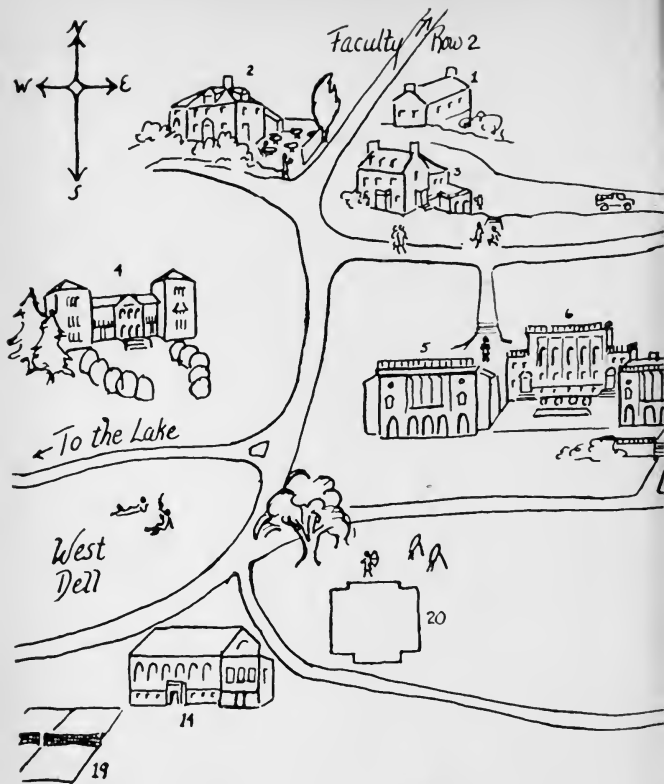 N
W E
S
Faculty Row 2
1
2
3
4
5
6
← To the Lake
West
Dell
20
14
19